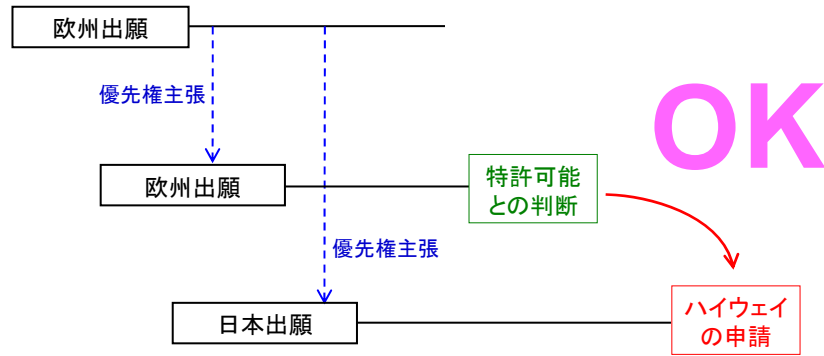 欧州出願
優先権主張
OK
欧州出願
特許可能
との判断
優先権主張
日本出願
ハイウェイ
の申請